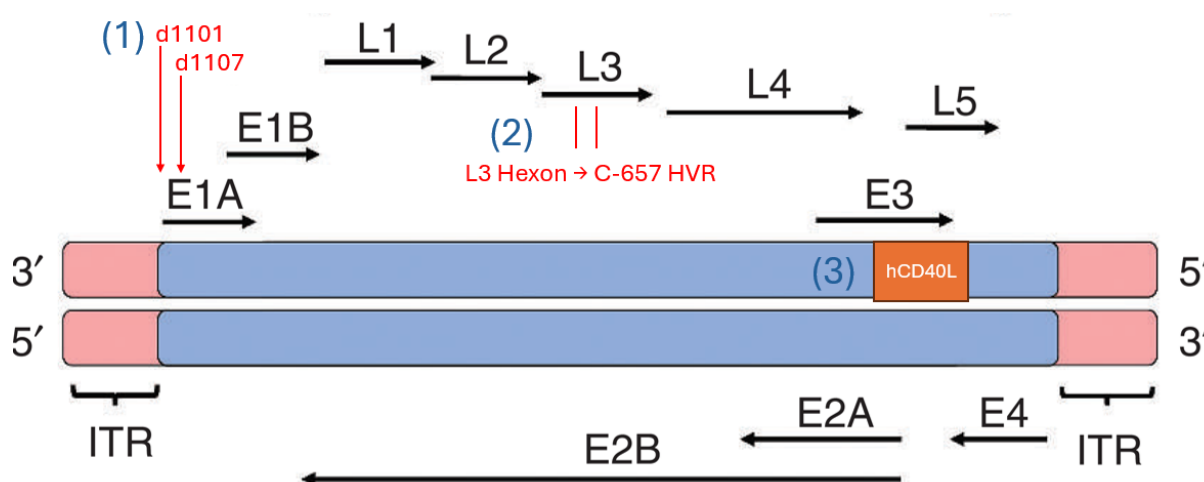 (1) d1101
d1107
L1
L2
L3
L4
L5
E1B
(2)
L3 Hexon → C-657 HVR
E1A
E3
3′
(3)
hCD40L
5′
5′
3′
ITR
E2A
E4
ITR
E2B